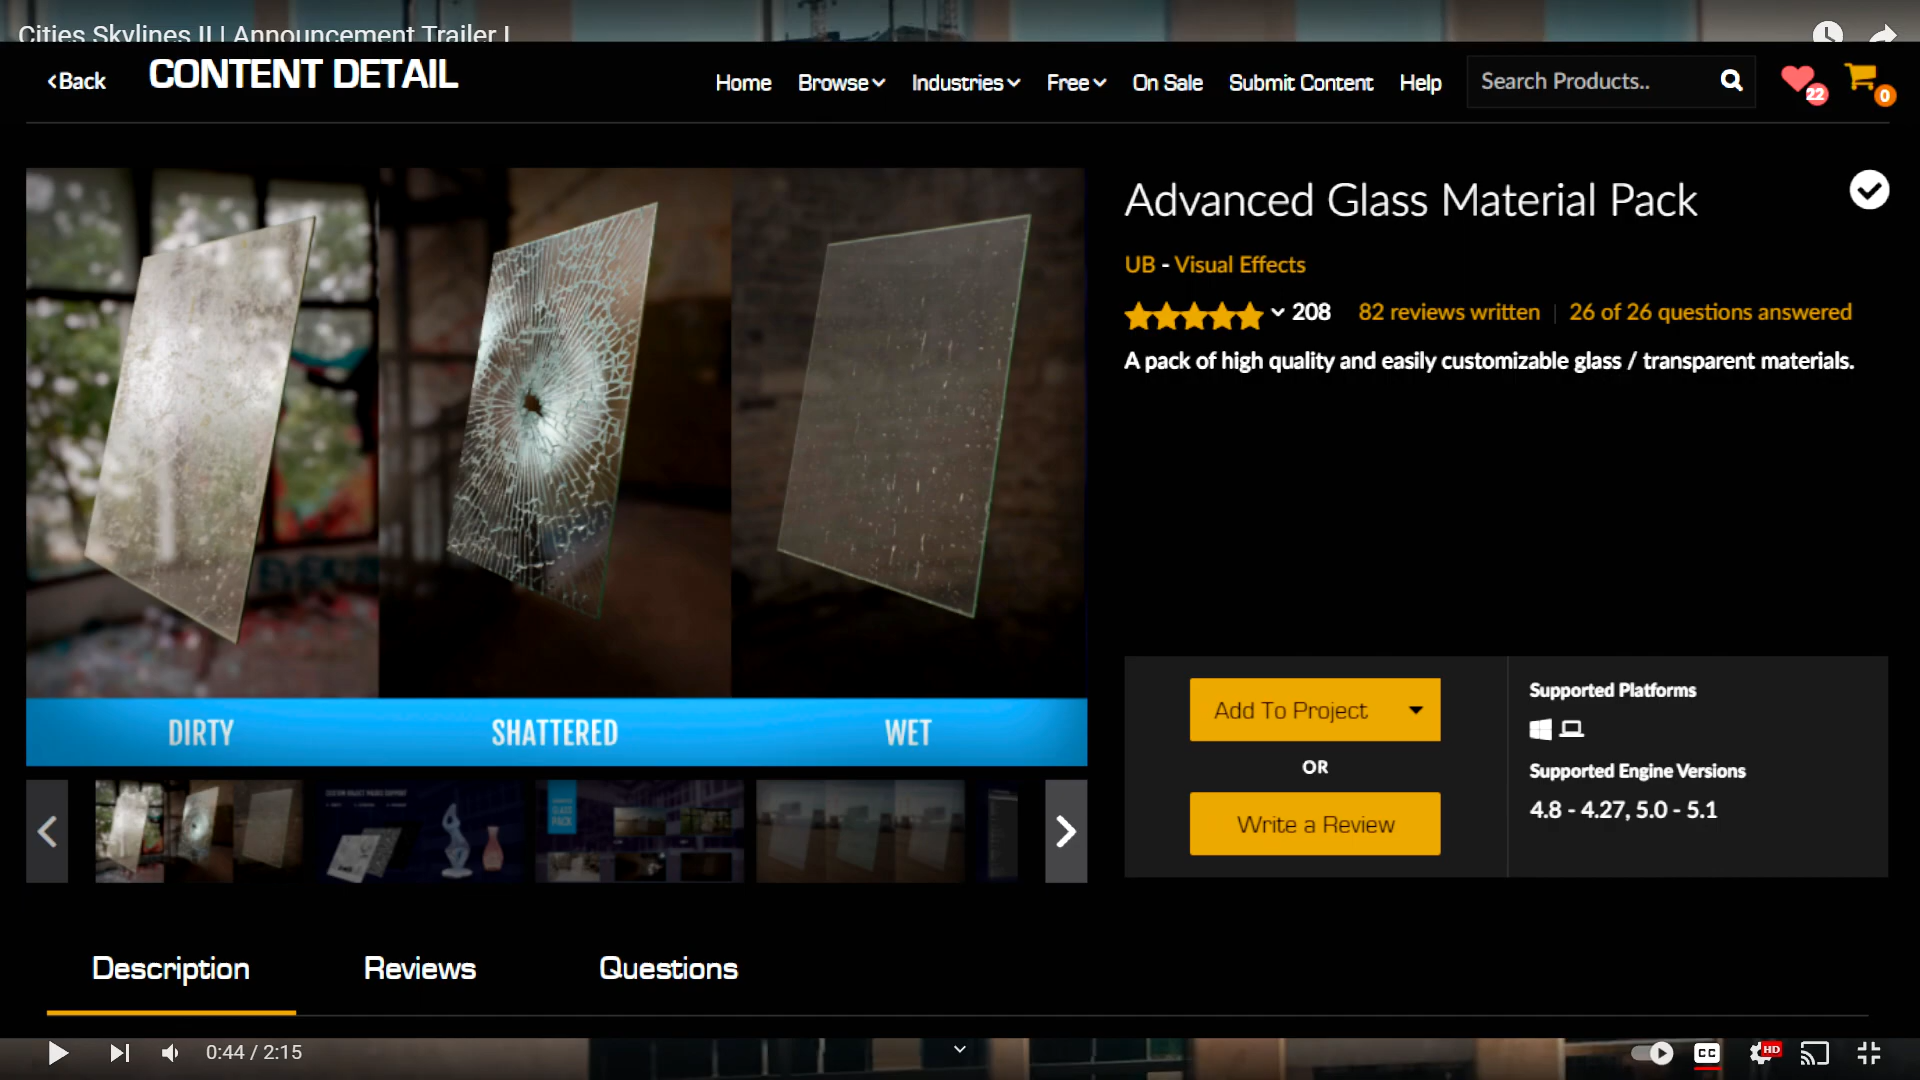 Cities Skylines II | Announcement Trailer I
Back
CONTENT DETAIL
Home
Browse
Industries
Free
On Sale
Submit Content
Help
Search Products..
22
0
Advanced Glass Material Pack
UB - Visual Effects
208
82 reviews written
26 of 26 questions answered
A pack of high quality and easily customizable glass / transparent materials.
DIRTY
SHATTERED
WET
Add To Project
OR
Write a Review
Supported Platforms
Supported Engine Versions
4.8 - 4.27, 5.0 - 5.1
Description
Reviews
Questions
0:44 / 2:15
CC
HD